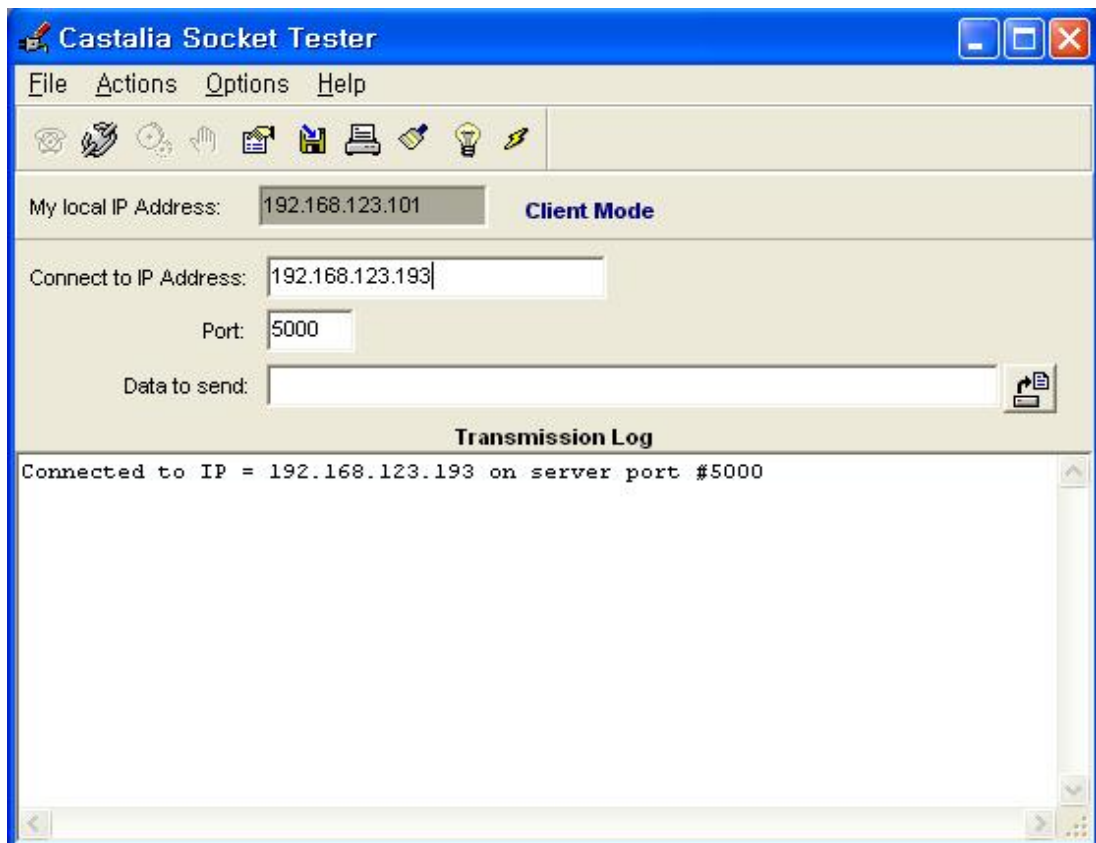 Castalia Socket Tester
File Actions Options Help
My local IP Address: 192.168.123.101 Client Mode
Connect to IP Address: 192.168.123.193
Port: 5000
Data to send:
Transmission Log
Connected to IP = 192.168.123.193 on server port #5000